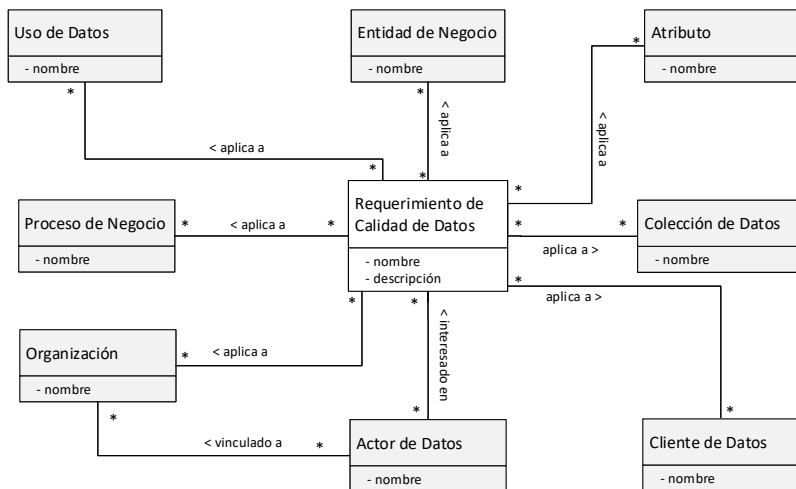 Uso de Datos
- nombre
*
Entidad de Negocio
- nombre
*
Atributo
- nombre
*
< aplica a
*
< aplica a
*
< aplica a
*
Requerimiento de
Calidad de Datos
- nombre
- descripción
Proceso de Negocio
- nombre
*
< aplica a
*
*
aplica a >
*
Colección de Datos
- nombre
*
aplica a >
*
Cliente de Datos
- nombre
Organización
- nombre
*
< aplica a
*
*
< interesado en
*
*
< vinculado a
*
Actor de Datos
- nombre